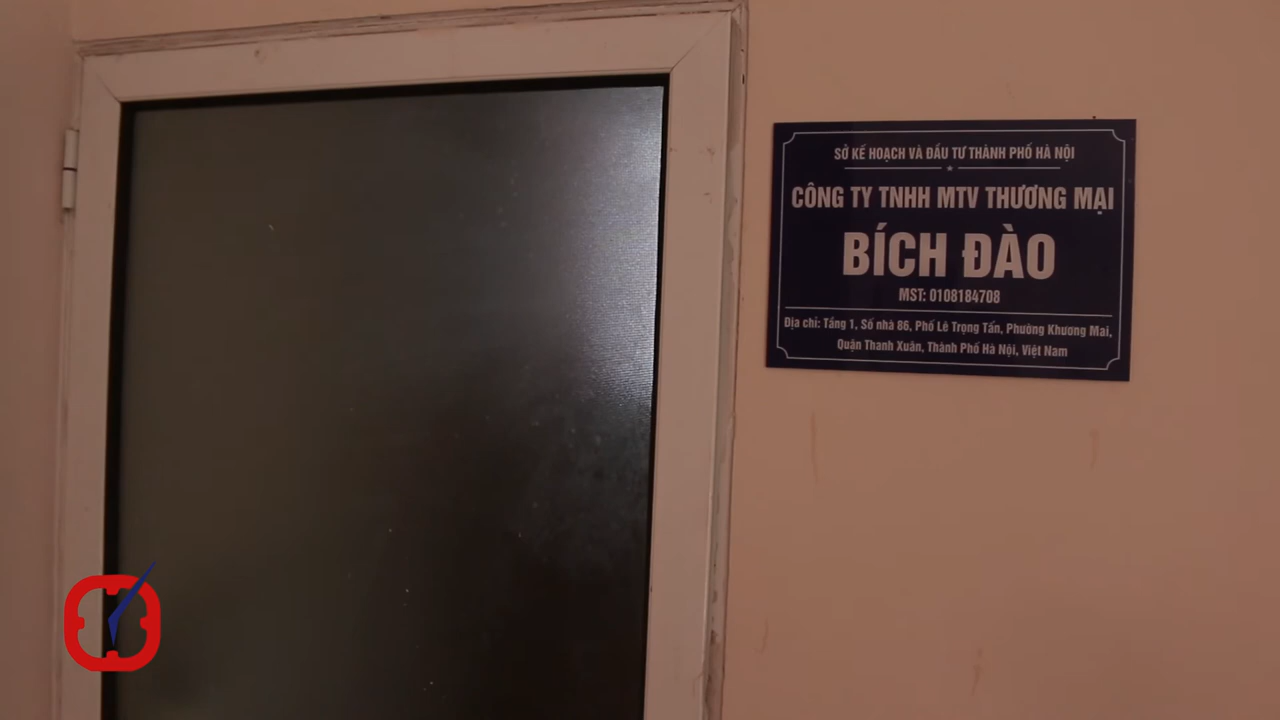 SỞ KẾ HOẠCH VÀ ĐẦU TƯ THÀNH PHỐ HÀ NỘI
CÔNG TY TNHH MTV THƯƠNG MẠI
BÍCH ĐÀO
MST: 0108184708
Địa chỉ: Tầng 1, Số nhà 86, Phố Lê Trọng Tấn, Phường Khương Mai,
Quận Thanh Xuân, Thành Phố Hà Nội, Việt Nam